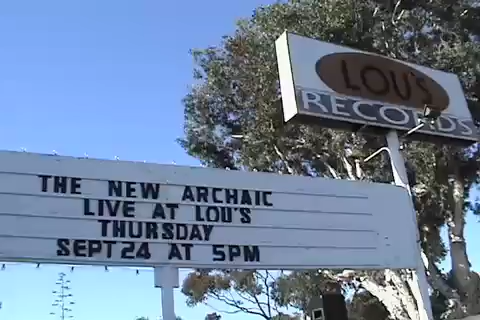 LOU'S
RECORDS
THE NEW ARCHAIC
LIVE AT LOU'S
THURSDAY
SEPT 24 AT 5PM